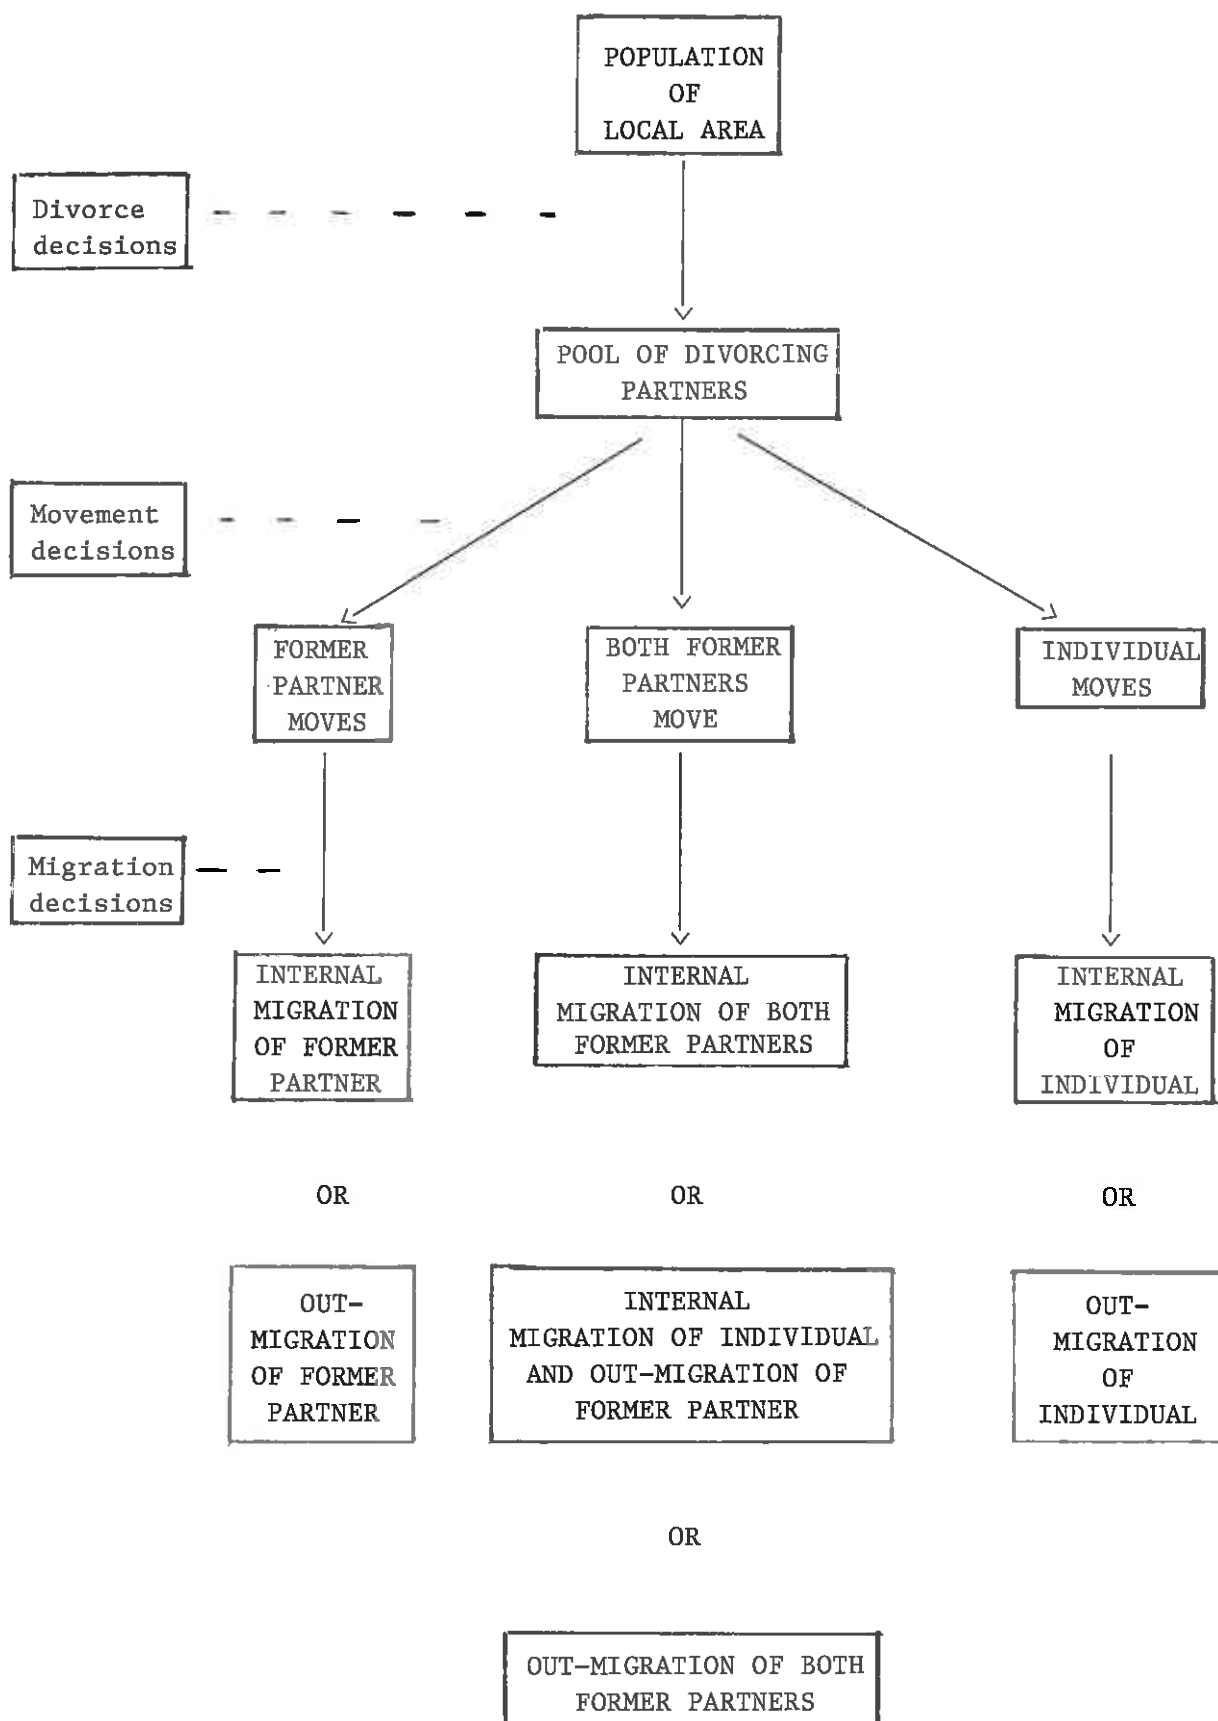 POPULATION
OF
LOCAL AREA
Divorce
decisions
POOL OF DIVORCING
PARTNERS
Movement
decisions
FORMER
PARTNER
MOVES
BOTH FORMER
PARTNERS
MOVE
INDIVIDUAL
MOVES
Migration
decisions
INTERNAL
MIGRATION
OF FORMER
PARTNER
INTERNAL
MIGRATION OF BOTH
FORMER PARTNERS
INTERNAL
MIGRATION
OF
INDIVIDUAL
OR
OR
OR
OUT-
MIGRATION
OF FORMER
PARTNER
INTERNAL
MIGRATION OF INDIVIDUAL
AND OUT-MIGRATION OF
FORMER PARTNER
OUT-
MIGRATION
OF
INDIVIDUAL
OR
OUT-MIGRATION OF BOTH
FORMER PARTNERS